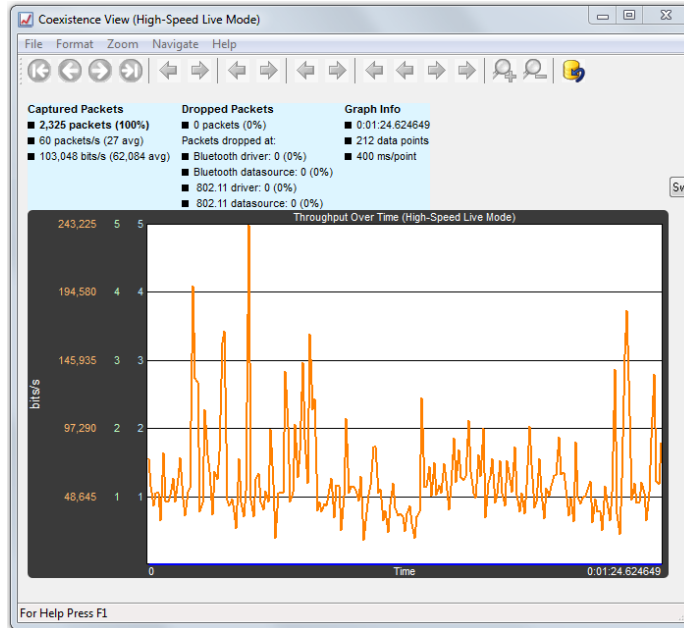 Coexistence View (High-Speed Live Mode)
File Format Zoom Navigate Help
Captured Packets
2,325 packets (100%)
60 packets/s (27 avg)
103,048 bits/s (62,084 avg)
Dropped Packets
0 packets (0%)
Packets dropped at:
Bluetooth driver: 0 (0%)
Bluetooth datasource: 0 (0%)
802.11 driver: 0 (0%)
802.11 datasource: 0 (0%)
Graph Info
0:01:24.624649
212 data points
400 ms/point
Sw
Throughput Over Time (High-Speed Live Mode)
243,225 5 5
194,580 4 4
145,935 3 3
97,290 2 2
48,645 1 1
bits/s
0 Time 0:01:24.624649
For Help Press F1